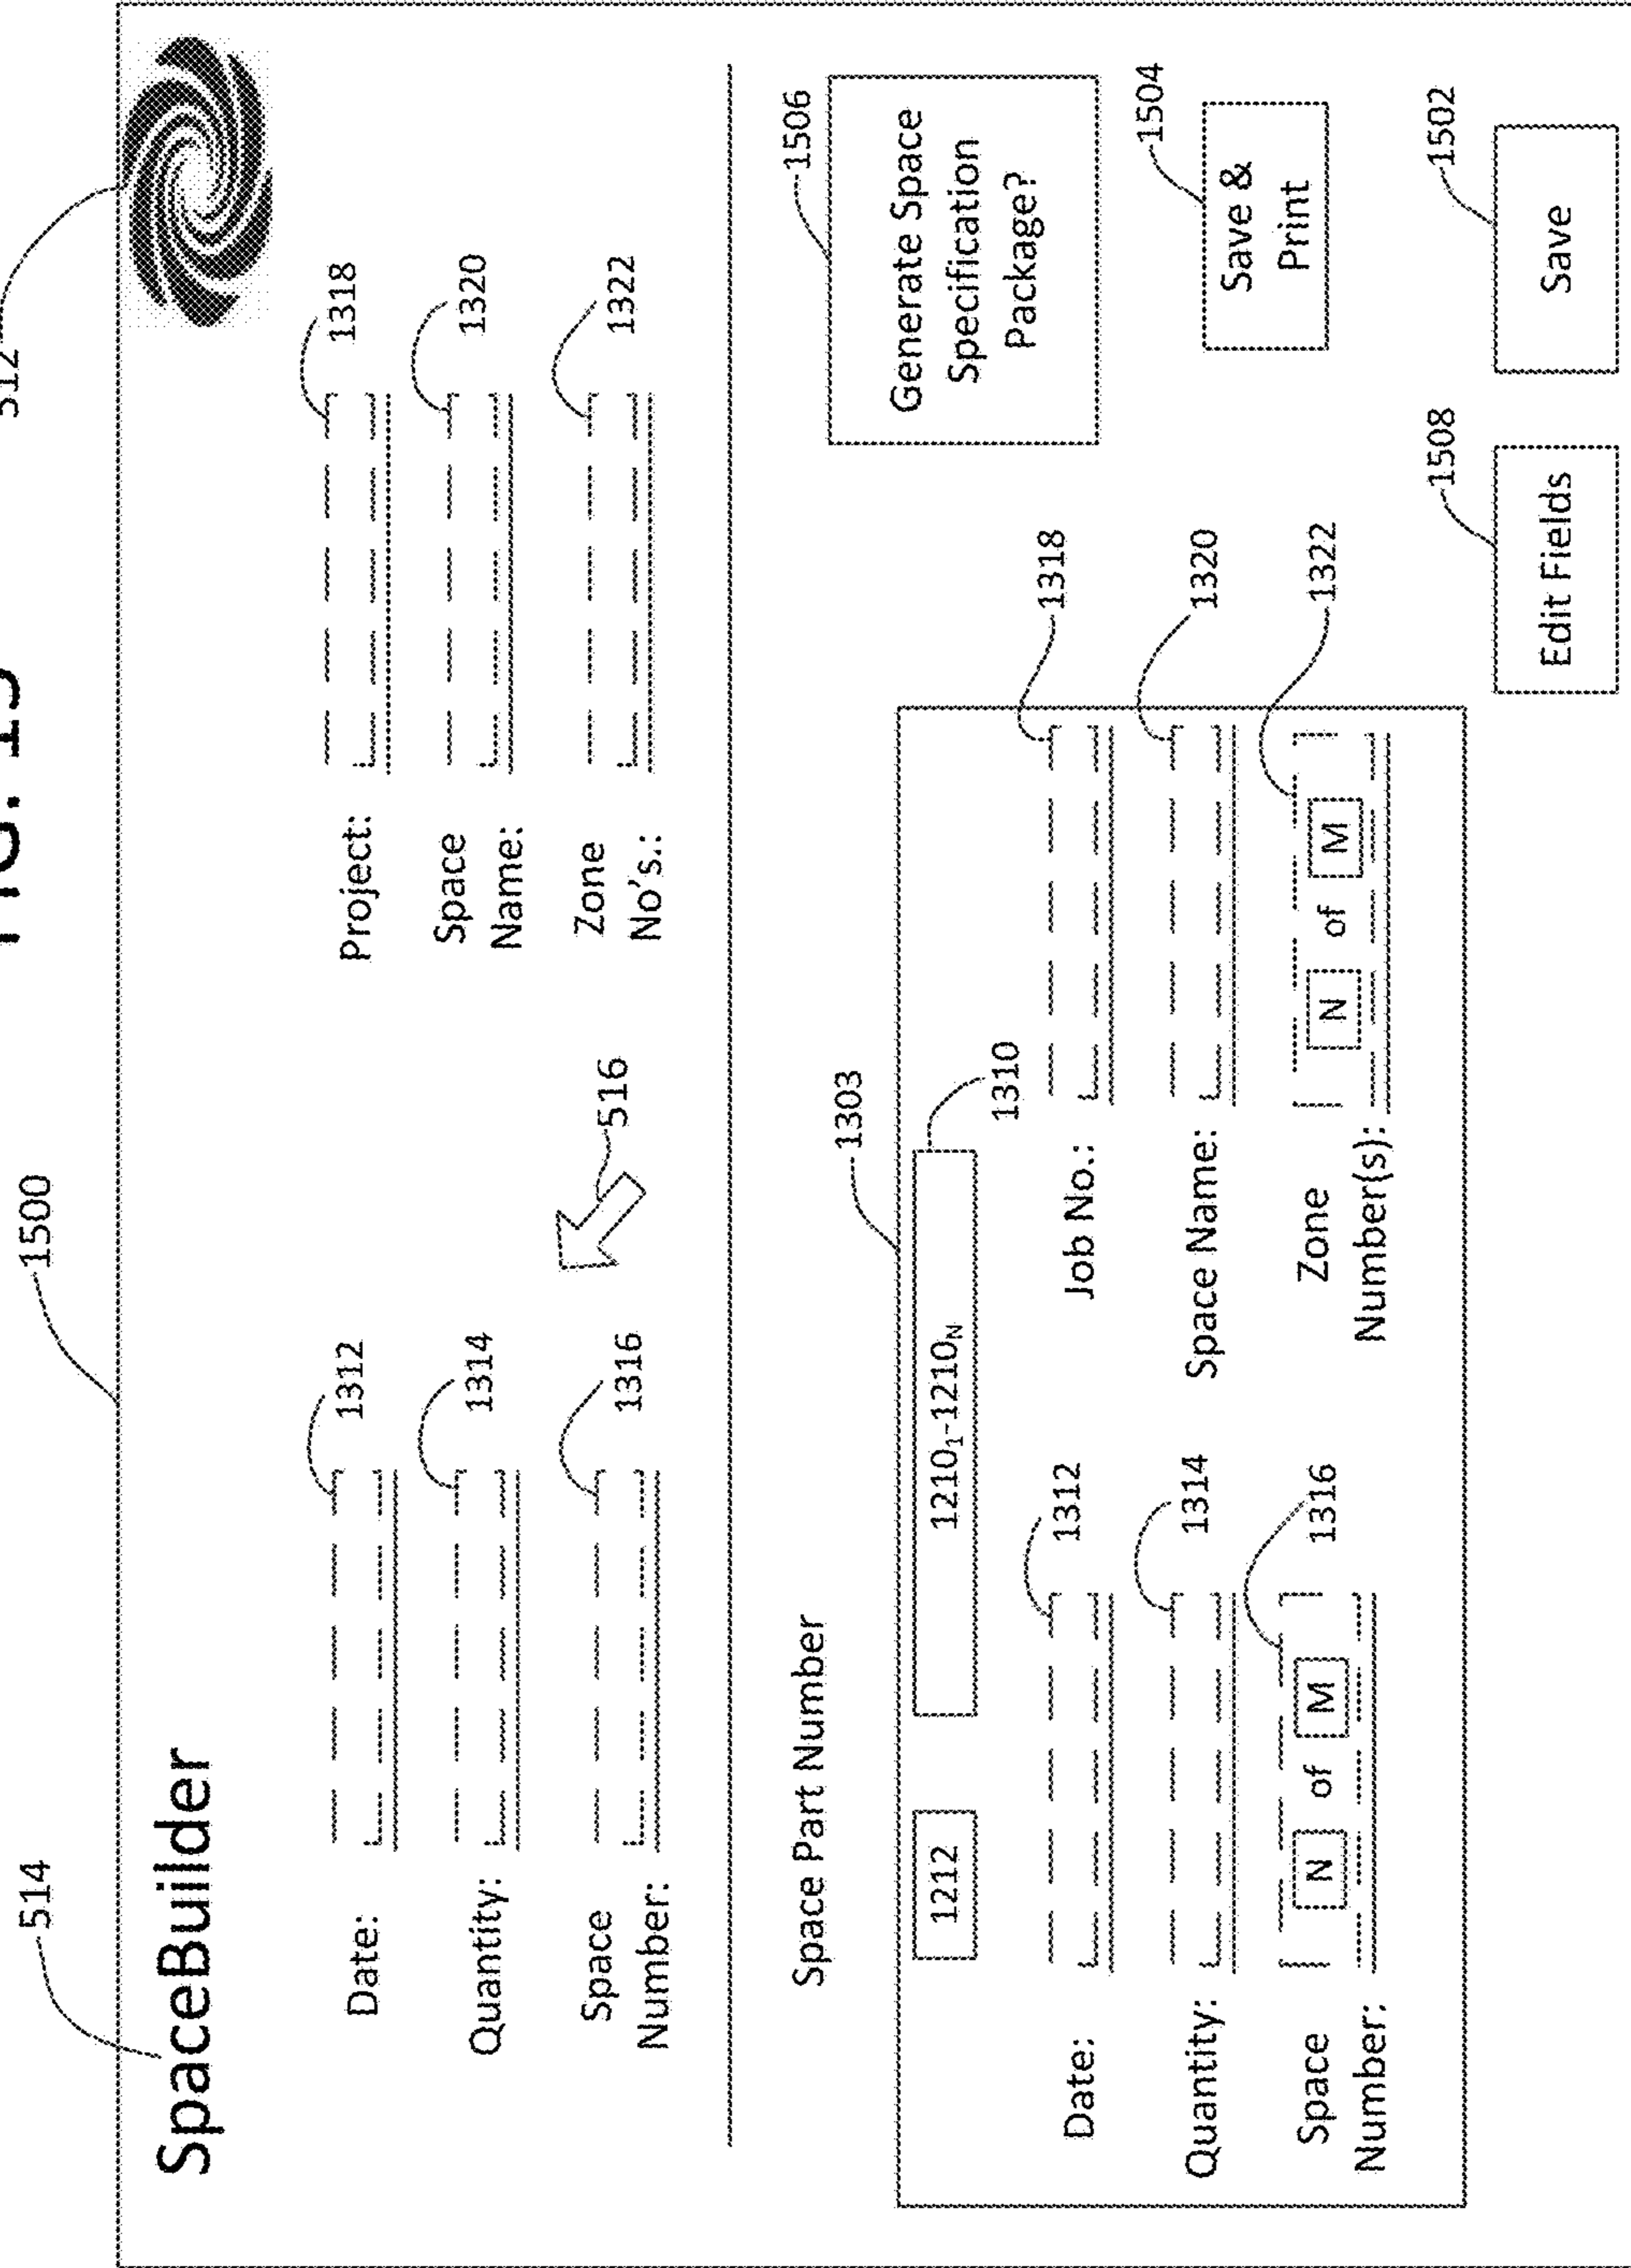 1500
514
SpaceBuilder
Date:
1312
Project:
1318
Quantity:
1314
Space
Name:
1320
Space
Number:
1316
516
Zone
No's.:
1322
Space Part Number
1303
1506
Generate Space
Specification
Package?
1212
1210₁-1210ₙ
1310
Date:
1312
Job No.:
1318
1504
Save &
Print
Quantity:
1314
Space Name:
1320
Space
Number:
N of M
1316
Zone
Number(s):
N of M
1322
1508
Edit Fields
1502
Save